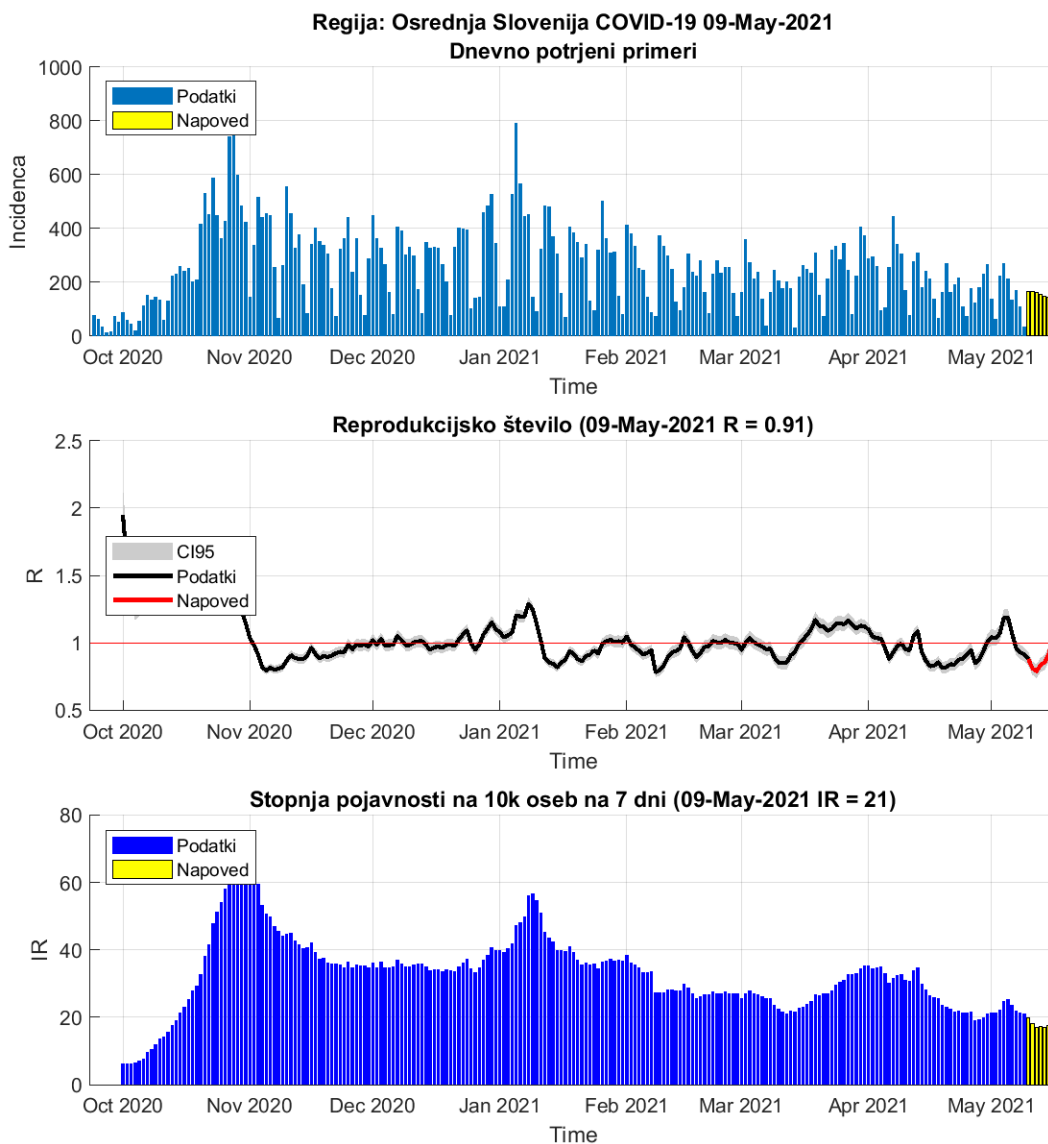 Regija: Osrednja Slovenija COVID-19 09-May-2021
Dnevno potrjeni primeri
1000
800
600
400
200
0
Incidenca
Podatki
Napoved
Oct 2020 Nov 2020 Dec 2020 Jan 2021 Feb 2021 Mar 2021 Apr 2021 May 2021
Time
Reprodukcijsko število (09-May-2021 R = 0.91)
2.5
2
1.5
1
0.5
R
CI95
Podatki
Napoved
Oct 2020 Nov 2020 Dec 2020 Jan 2021 Feb 2021 Mar 2021 Apr 2021 May 2021
Time
Stopnja pojavnosti na 10k oseb na 7 dni (09-May-2021 IR = 21)
80
60
40
20
0
IR
Podatki
Napoved
Oct 2020 Nov 2020 Dec 2020 Jan 2021 Feb 2021 Mar 2021 Apr 2021 May 2021
Time